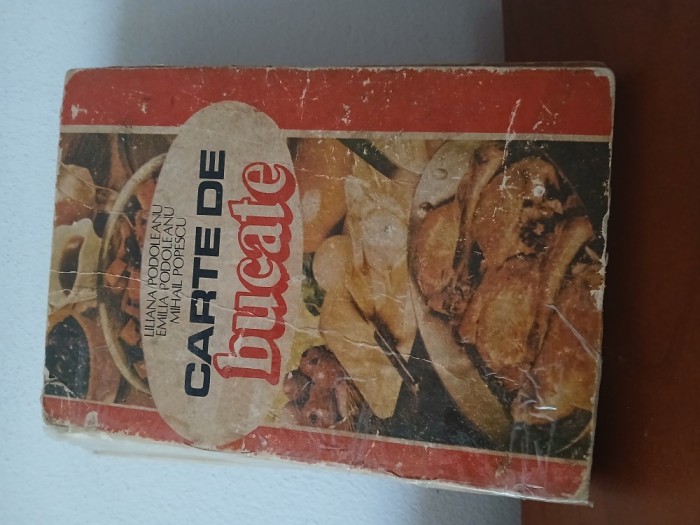 LILIANA PODOLEANU
EMILIA PODOLEANU
MIHAIL POPESCU
CARTE DE
bucate